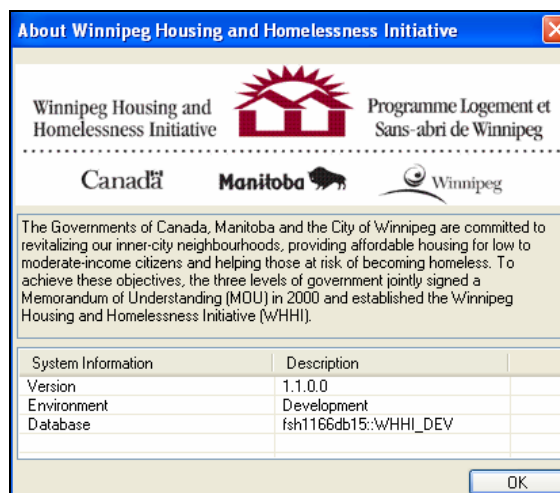 About Winnipeg Housing and Homelessness Initiative
Winnipeg Housing and
Homelessness Initiative
Programme Logement et
Sans-abri de Winnipeg
Canada
Manitoba
Winnipeg
The Governments of Canada, Manitoba and the City of Winnipeg are committed to
revitalizing our inner-city neighbourhoods, providing affordable housing for low to
moderate-income citizens and helping those at risk of becoming homeless. To
achieve these objectives, the three levels of government jointly signed a
Memorandum of Understanding (MOU) in 2000 and established the Winnipeg
Housing and Homelessness Initiative (WHHI).
System Information Description
Version 1.1.0.0
Environment Development
Database fsh1166db15::WHHI_DEV
OK